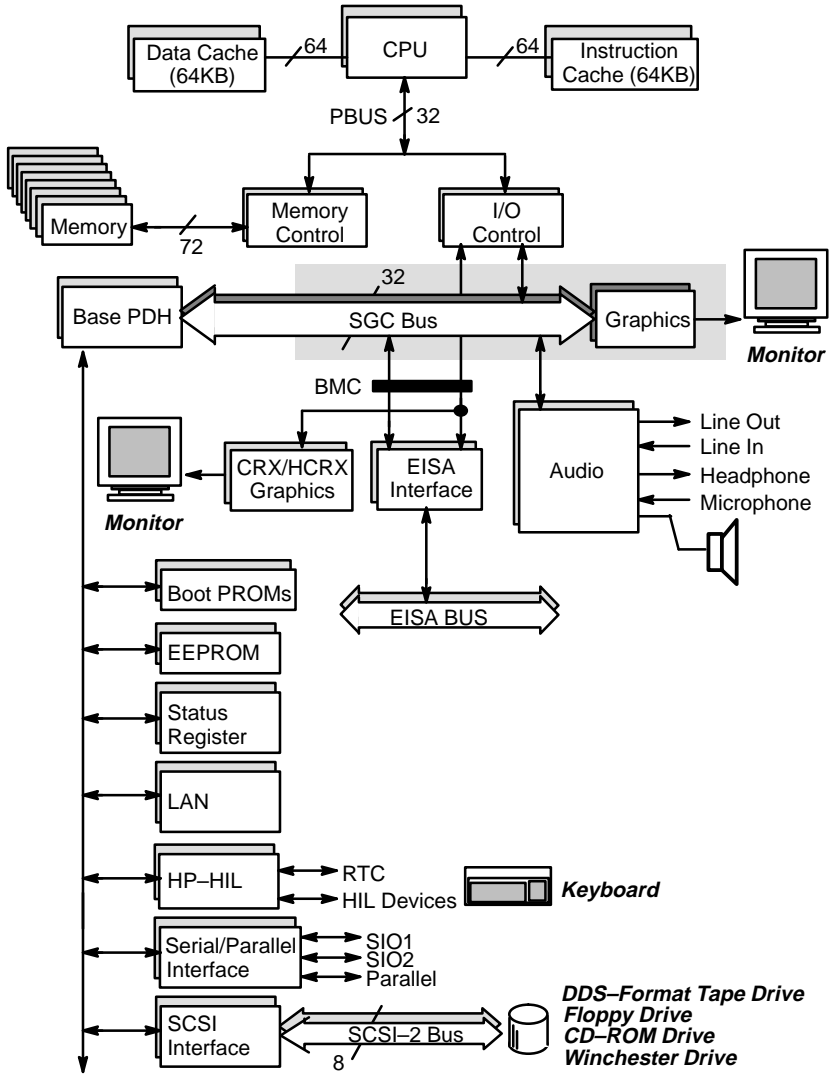 Data Cache
(64KB)
64
CPU
64
Instruction
Cache (64KB)
PBUS
32
Memory
72
Memory
Control
I/O
Control
32
Base PDH
SGC Bus
Graphics
Monitor
BMC
CRX/HCRX
Graphics
EISA
Interface
Audio
Line Out
Line In
Headphone
Microphone
Monitor
Boot PROMs
EISA BUS
EEPROM
Status
Register
LAN
HP–HIL
RTC
HIL Devices
Keyboard
Serial/Parallel
Interface
SIO1
SIO2
Parallel
SCSI
Interface
SCSI–2 Bus
8
DDS–Format Tape Drive
Floppy Drive
CD–ROM Drive
Winchester Drive